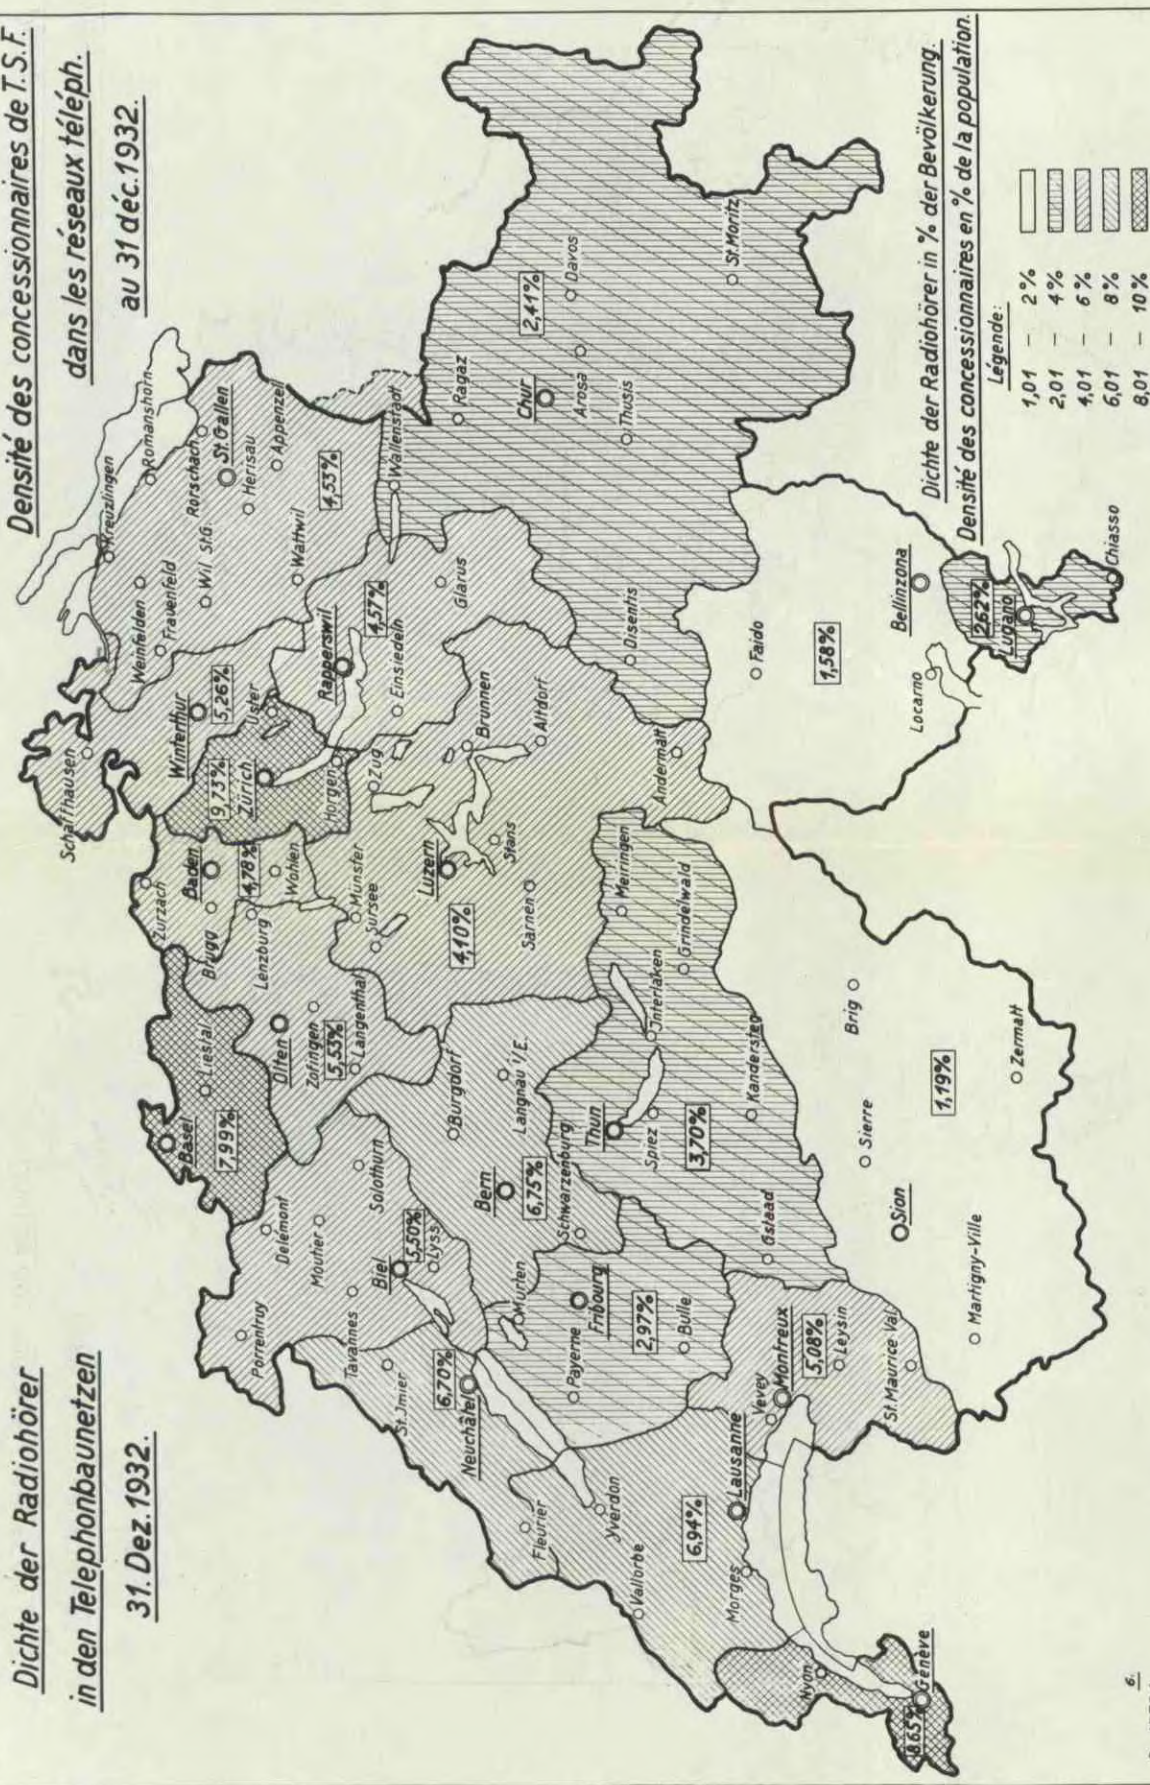 Dichte der Radiohörer
in den Telephonbaunetzen
31. Dez. 1932.
Densité des concessionnaires de T.S.F.
dans les réseaux téléph.
au 31 déc. 1932.
Schaffhausen
Kreuzlingen
Romanshorn
Weinfelden
Frauenfeld
Rorschach
St. Gallen
Wil St.G.
Herisau
Appenzell
4,53%
Wattwil
Winterthur
5,26%
Uster
9,73%
Zürich
Horgen
Zurzach
Baden
Brugg
4,78%
Wohlen
Lenzburg
Basel
7,99%
Liestal
Olten
Zofingen
5,53%
Langenthal
Münster
Sursee
Zug
Rapperswil
4,57%
Einsiedeln
Glarus
Wallenstadt
Ragaz
Porrentruy
Delémont
Moutier
Tavannes
Solothurn
Biel
5,50%
Lyss
St. Jmier
6,70%
Neuchâtel
Fleurier
Burgdorf
Langnau i/E.
Bern
6,75%
Schwarzenburg
Murten
Luzern
4,10%
Stans
Sarnen
Brunnen
Altdorf
Andermatt
Chur
2,41%
Arosa
Davos
Thusis
Disentis
St. Moritz
Payerne
Fribourg
2,97%
Bulle
Thun
Spiez
3,70%
Jnterlaken
Meiringen
Grindelwald
Kandersteg
Gstaad
Yverdon
Vallorbe
6,94%
Lausanne
Morges
Vevey
Montreux
5,08%
Leysin
St. Maurice Val.
Nyon
Genève
8,65%
Sion
Sierre
Brig
1,19%
Martigny-Ville
Zermatt
Faido
1,58%
Bellinzona
Locarno
2,62%
Lugano
Chiasso
Dichte der Radiohörer in % der Bevölkerung.
Densité des concessionnaires en % de la population.
Légende:
1,01 – 2%
2,01 – 4%
4,01 – 6%
6,01 – 8%
8,01 – 10%
6.